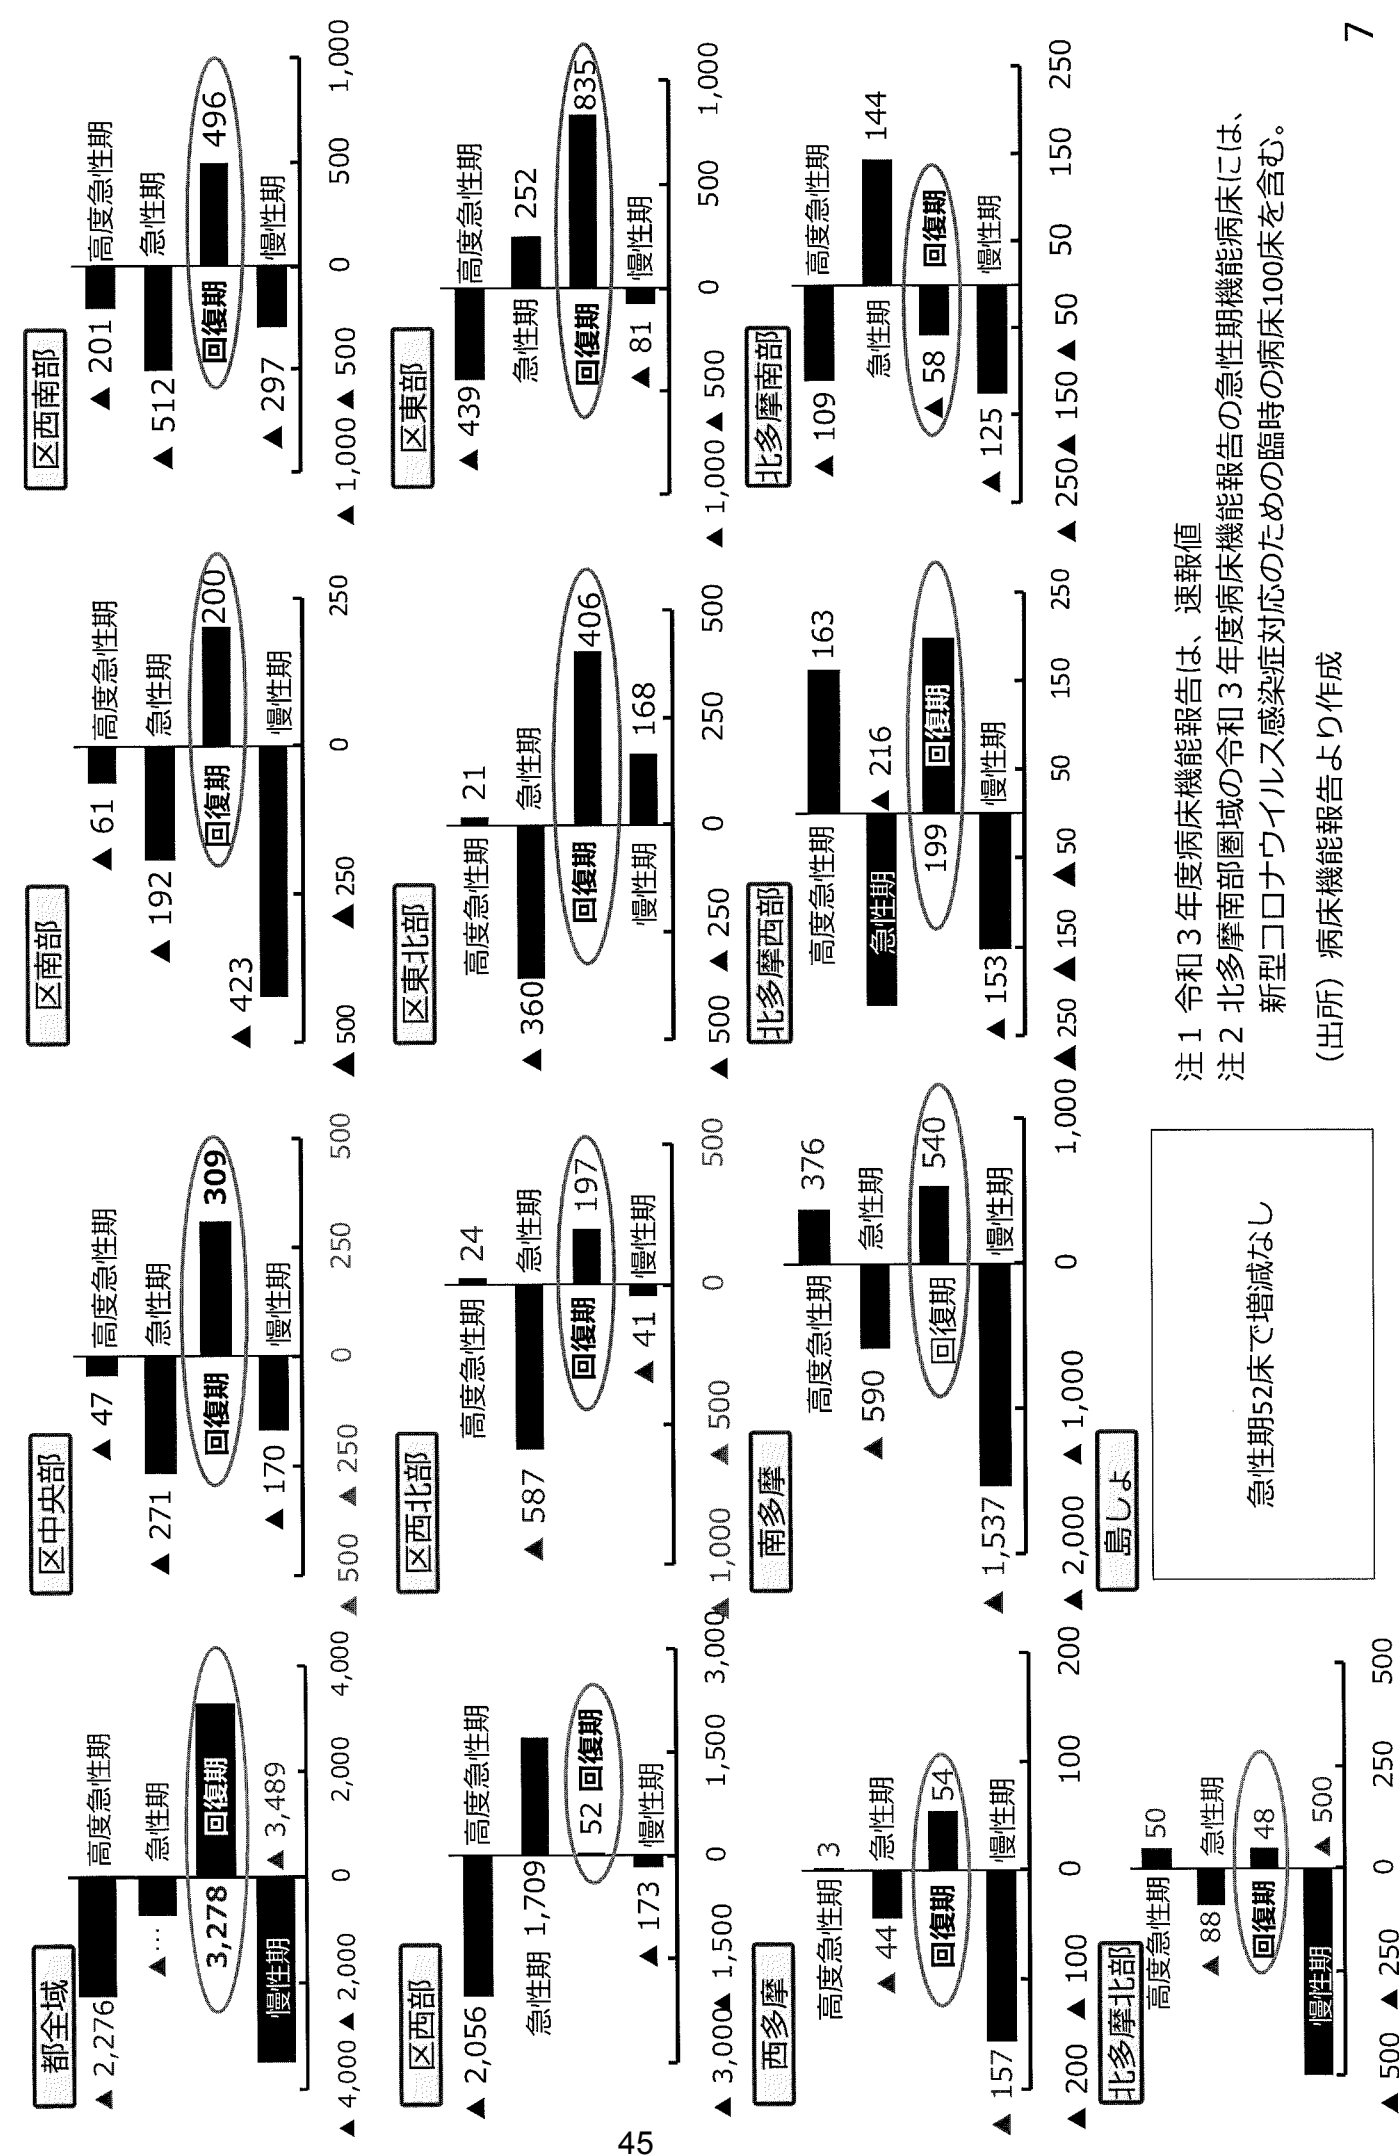 都全域
▲ 2,276
高度急性期
▲…
急性期
3,278
回復期
慢性期
▲ 3,489
▲ 4,000
▲ 2,000
0
2,000
4,000
区中央部
▲ 47
高度急性期
▲ 271
急性期
回復期
309
▲ 170
慢性期
▲ 500
▲ 250
0
250
500
区南部
▲ 61
高度急性期
▲ 192
急性期
回復期
200
▲ 423
慢性期
▲ 500
▲ 250
0
250
区西南部
▲ 201
高度急性期
▲ 512
急性期
回復期
496
▲ 297
慢性期
▲ 1,000
▲ 500
0
500
1,000
区西部
▲ 2,056
高度急性期
急性期
1,709
52
回復期
▲ 173
慢性期
▲ 3,000
▲ 1,500
0
1,500
3,000
区西北部
高度急性期
24
▲ 587
急性期
回復期
197
▲ 41
慢性期
▲ 1,000
▲ 500
0
500
区東北部
高度急性期
21
▲ 360
急性期
回復期
406
慢性期
168
▲ 500
▲ 250
0
250
500
区東部
▲ 439
高度急性期
急性期
252
回復期
835
▲ 81
慢性期
▲ 1,000
▲ 500
0
500
1,000
西多摩
高度急性期
3
▲ 44
急性期
回復期
54
▲ 157
慢性期
▲ 200
▲ 100
0
100
200
南多摩
高度急性期
376
▲ 590
急性期
回復期
540
▲ 1,537
慢性期
▲ 2,000
▲ 1,000
0
1,000
北多摩西部
高度急性期
163
急性期
▲ 216
199
回復期
▲ 153
慢性期
▲ 250
▲ 150
▲ 50
50
150
250
北多摩南部
▲ 109
高度急性期
急性期
144
▲ 58
回復期
▲ 125
慢性期
▲ 250
▲ 150
▲ 50
50
150
250
北多摩北部
高度急性期
50
▲ 88
急性期
回復期
48
慢性期
▲ 500
▲ 500
▲ 250
0
250
500
島しょ
急性期52床で増減なし
注1 令和3年度病床機能報告は、速報値
注2 北多摩南部圏域の令和3年度病床機能報告の急性期機能病床には、
新型コロナウイルス感染症対応のための臨時の病床100床を含む。
（出所）病床機能報告より作成
7
45